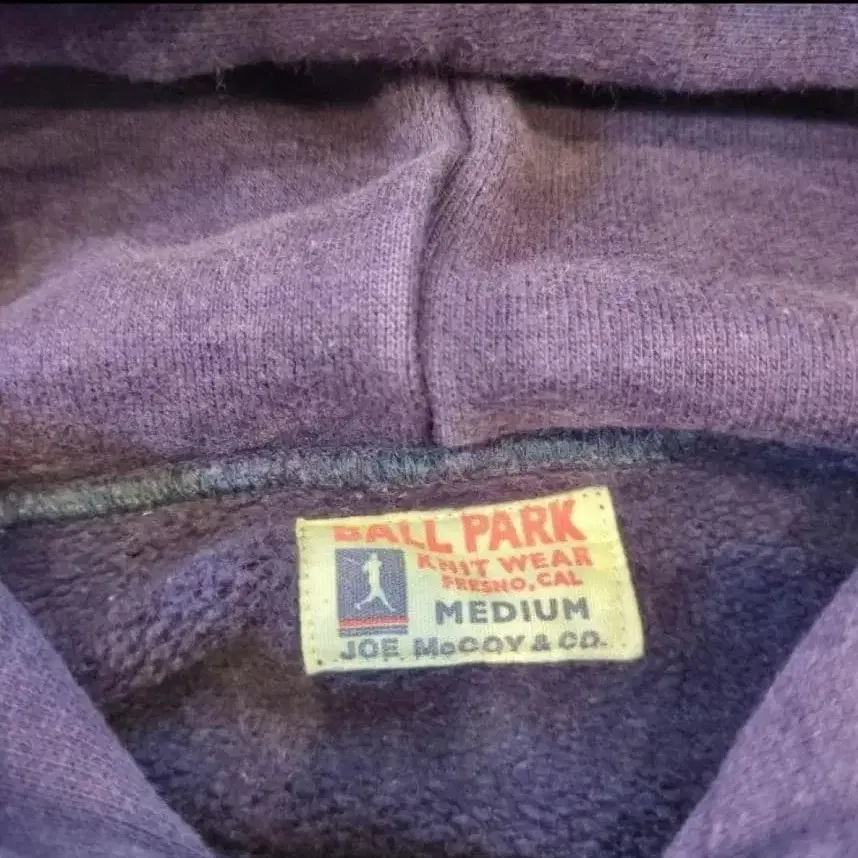 BALL PARK
KNIT WEAR
FRESNO, CAL
MEDIUM
JOE McCOY & CO.